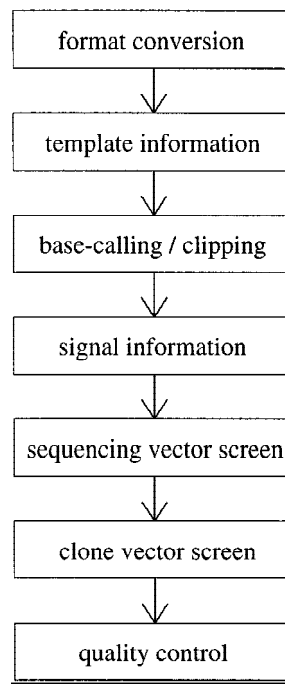 format conversion
template information
base-calling / clipping
signal information
sequencing vector screen
clone vector screen
quality control